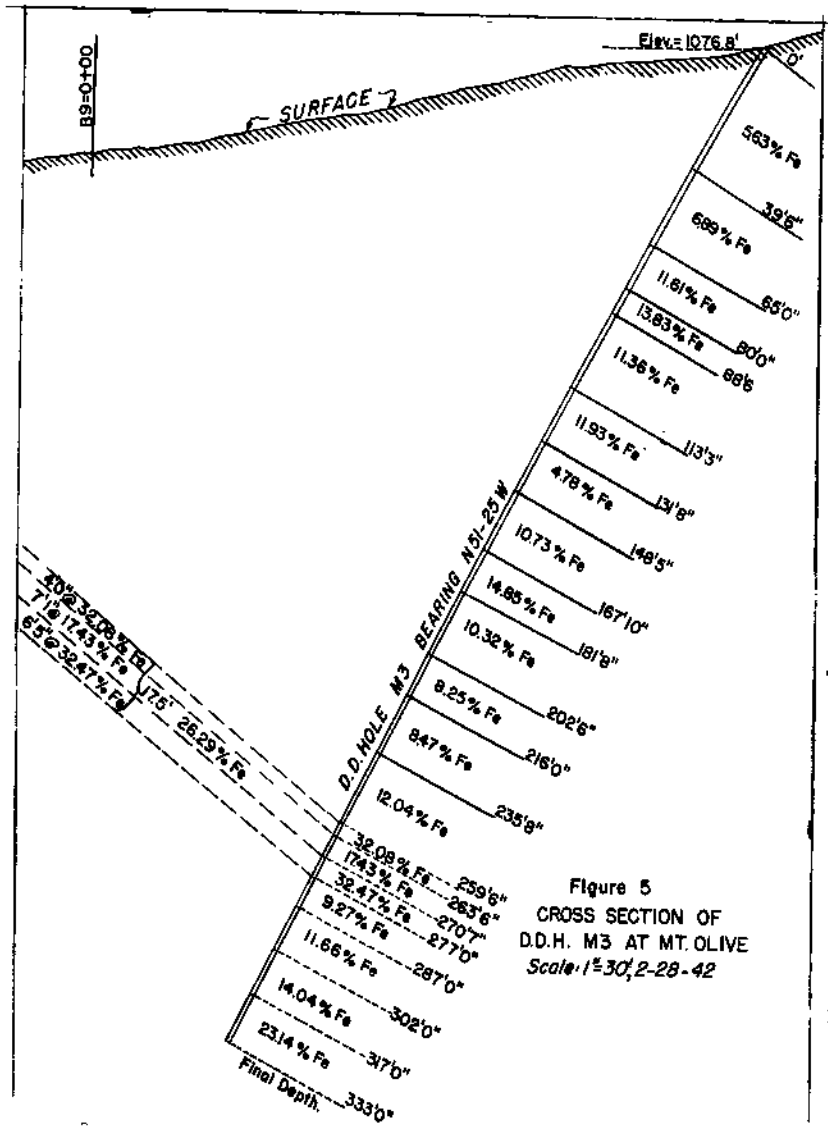 Elev.=1076.8'
B9=0+00
SURFACE
0'
5.63% Fe
39'6"
6.89% Fe
65'0"
11.61% Fe
80'0"
13.83% Fe
88'6
11.36% Fe
113'3"
11.93% Fe
131'8"
4.78% Fe
148'5"
10.73% Fe
167'10"
14.85% Fe
181'8"
10.32% Fe
202'6"
8.25% Fe
216'0"
8.47% Fe
235'8"
12.04% Fe
D.D. HOLE M3 BEARING N51-25W
4'0"@ 32.08% Fe
7'1"@ 17.43% Fe
6'5"@ 32.47% Fe
17.5' 26.29% Fe
32.08% Fe 259'6"
17.43% Fe 263'6"
32.47% Fe 270'7"
277'0"
9.27% Fe
287'0"
11.66% Fe
302'0"
14.04% Fe
317'0"
23.14% Fe
333'0"
Final Depth.
Figure 5
CROSS SECTION OF
D.D.H. M3 AT MT. OLIVE
Scale: 1"=30', 2-28-42